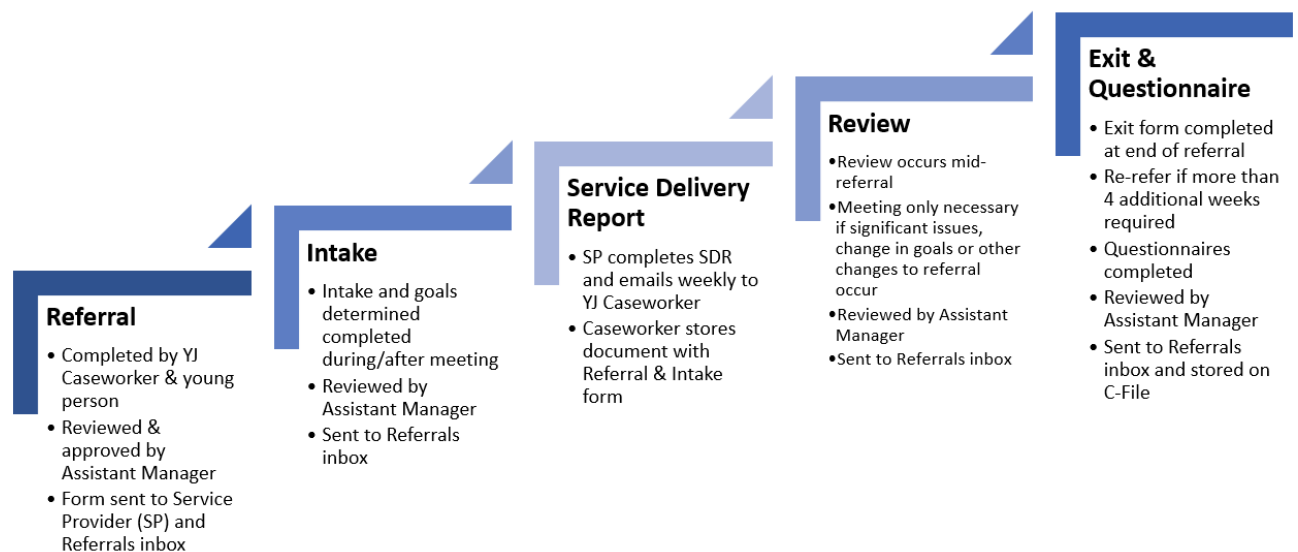 Referral
• Completed by YJ
Caseworker & young
person
• Reviewed &
approved by
Assistant Manager
• Form sent to Service
Provider (SP) and
Referrals inbox
Intake
• Intake and goals
determined
completed
during/after meeting
• Reviewed by
Assistant Manager
• Sent to Referrals
inbox
Service Delivery
Report
• SP completes SDR
and emails weekly to
YJ Caseworker
• Caseworker stores
document with
Referral & Intake
form
Review
•Review occurs mid-
referral
•Meeting only necessary
if significant issues,
change in goals or other
changes to referral
occur
•Reviewed by Assistant
Manager
•Sent to Referrals inbox
Exit &
Questionnaire
• Exit form completed
at end of referral
• Re-refer if more than
4 additional weeks
required
• Questionnaires
completed
• Reviewed by
Assistant Manager
• Sent to Referrals
inbox and stored on
C-File